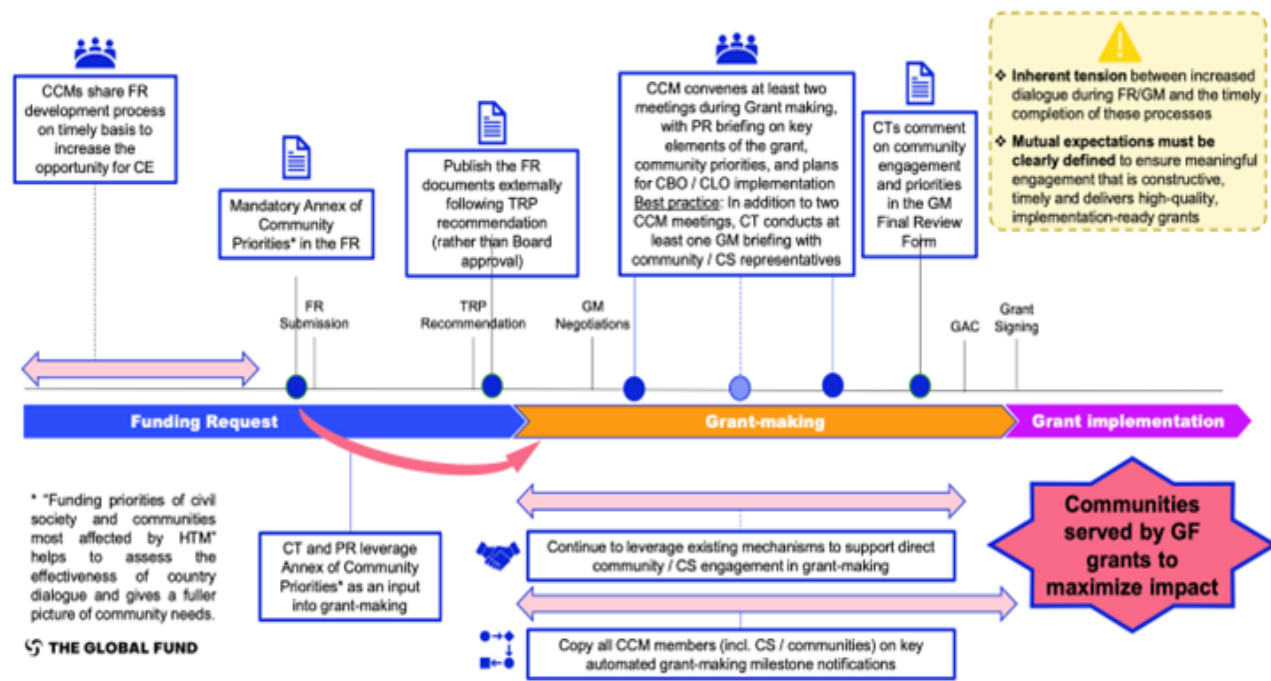 CCMs share FR
development process
on timely basis to
increase the
opportunity for CE
Mandatory Annex of
Community
Priorities* in the FR
Publish the FR
documents externally
following TRP
recommendation
(rather than Board
approval)
CCM convenes at least two
meetings during Grant making,
with PR briefing on key
elements of the grant,
community priorities, and plans
for CBO / CLO implementation
Best practice: In addition to two
CCM meetings, CT conducts at
least one GM briefing with
community / CS representatives
CTs comment
on community
engagement
and priorities
in the GM
Final Review
Form
❖ Inherent tension between increased
dialogue during FR/GM and the timely
completion of these processes
❖ Mutual expectations must be
clearly defined to ensure meaningful
engagement that is constructive,
timely and delivers high-quality,
implementation-ready grants
FR
Submission
TRP
Recommendation
GM
Negotiations
GAC
Grant
Signing
Funding Request
Grant-making
Grant implementation
* "Funding priorities of civil
society and communities
most affected by HTM"
helps to assess the
effectiveness of country
dialogue and gives a fuller
picture of community needs.
THE GLOBAL FUND
CT and PR leverage
Annex of Community
Priorities* as an input
into grant-making
Continue to leverage existing mechanisms to support direct
community / CS engagement in grant-making
Copy all CCM members (incl. CS / communities) on key
automated grant-making milestone notifications
Communities
served by GF
grants to
maximize impact